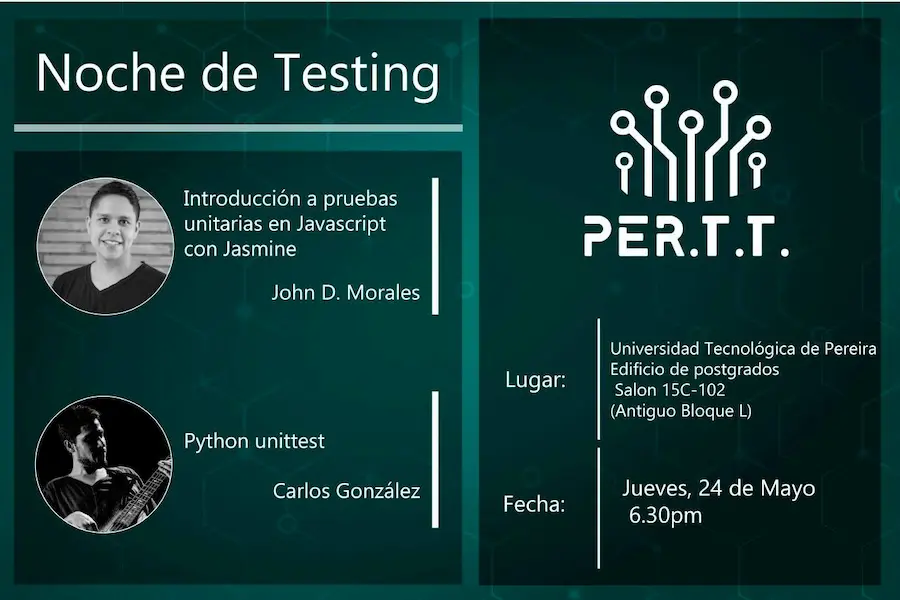 Noche de Testing
Introducción a pruebas
unitarias en Javascript
con Jasmine
John D. Morales
Python unittest
Carlos González
PER.T.T.
Lugar:
Universidad Tecnológica de Pereira
Edificio de postgrados
Salon 15C-102
(Antiguo Bloque L)
Fecha:
Jueves, 24 de Mayo
6.30pm